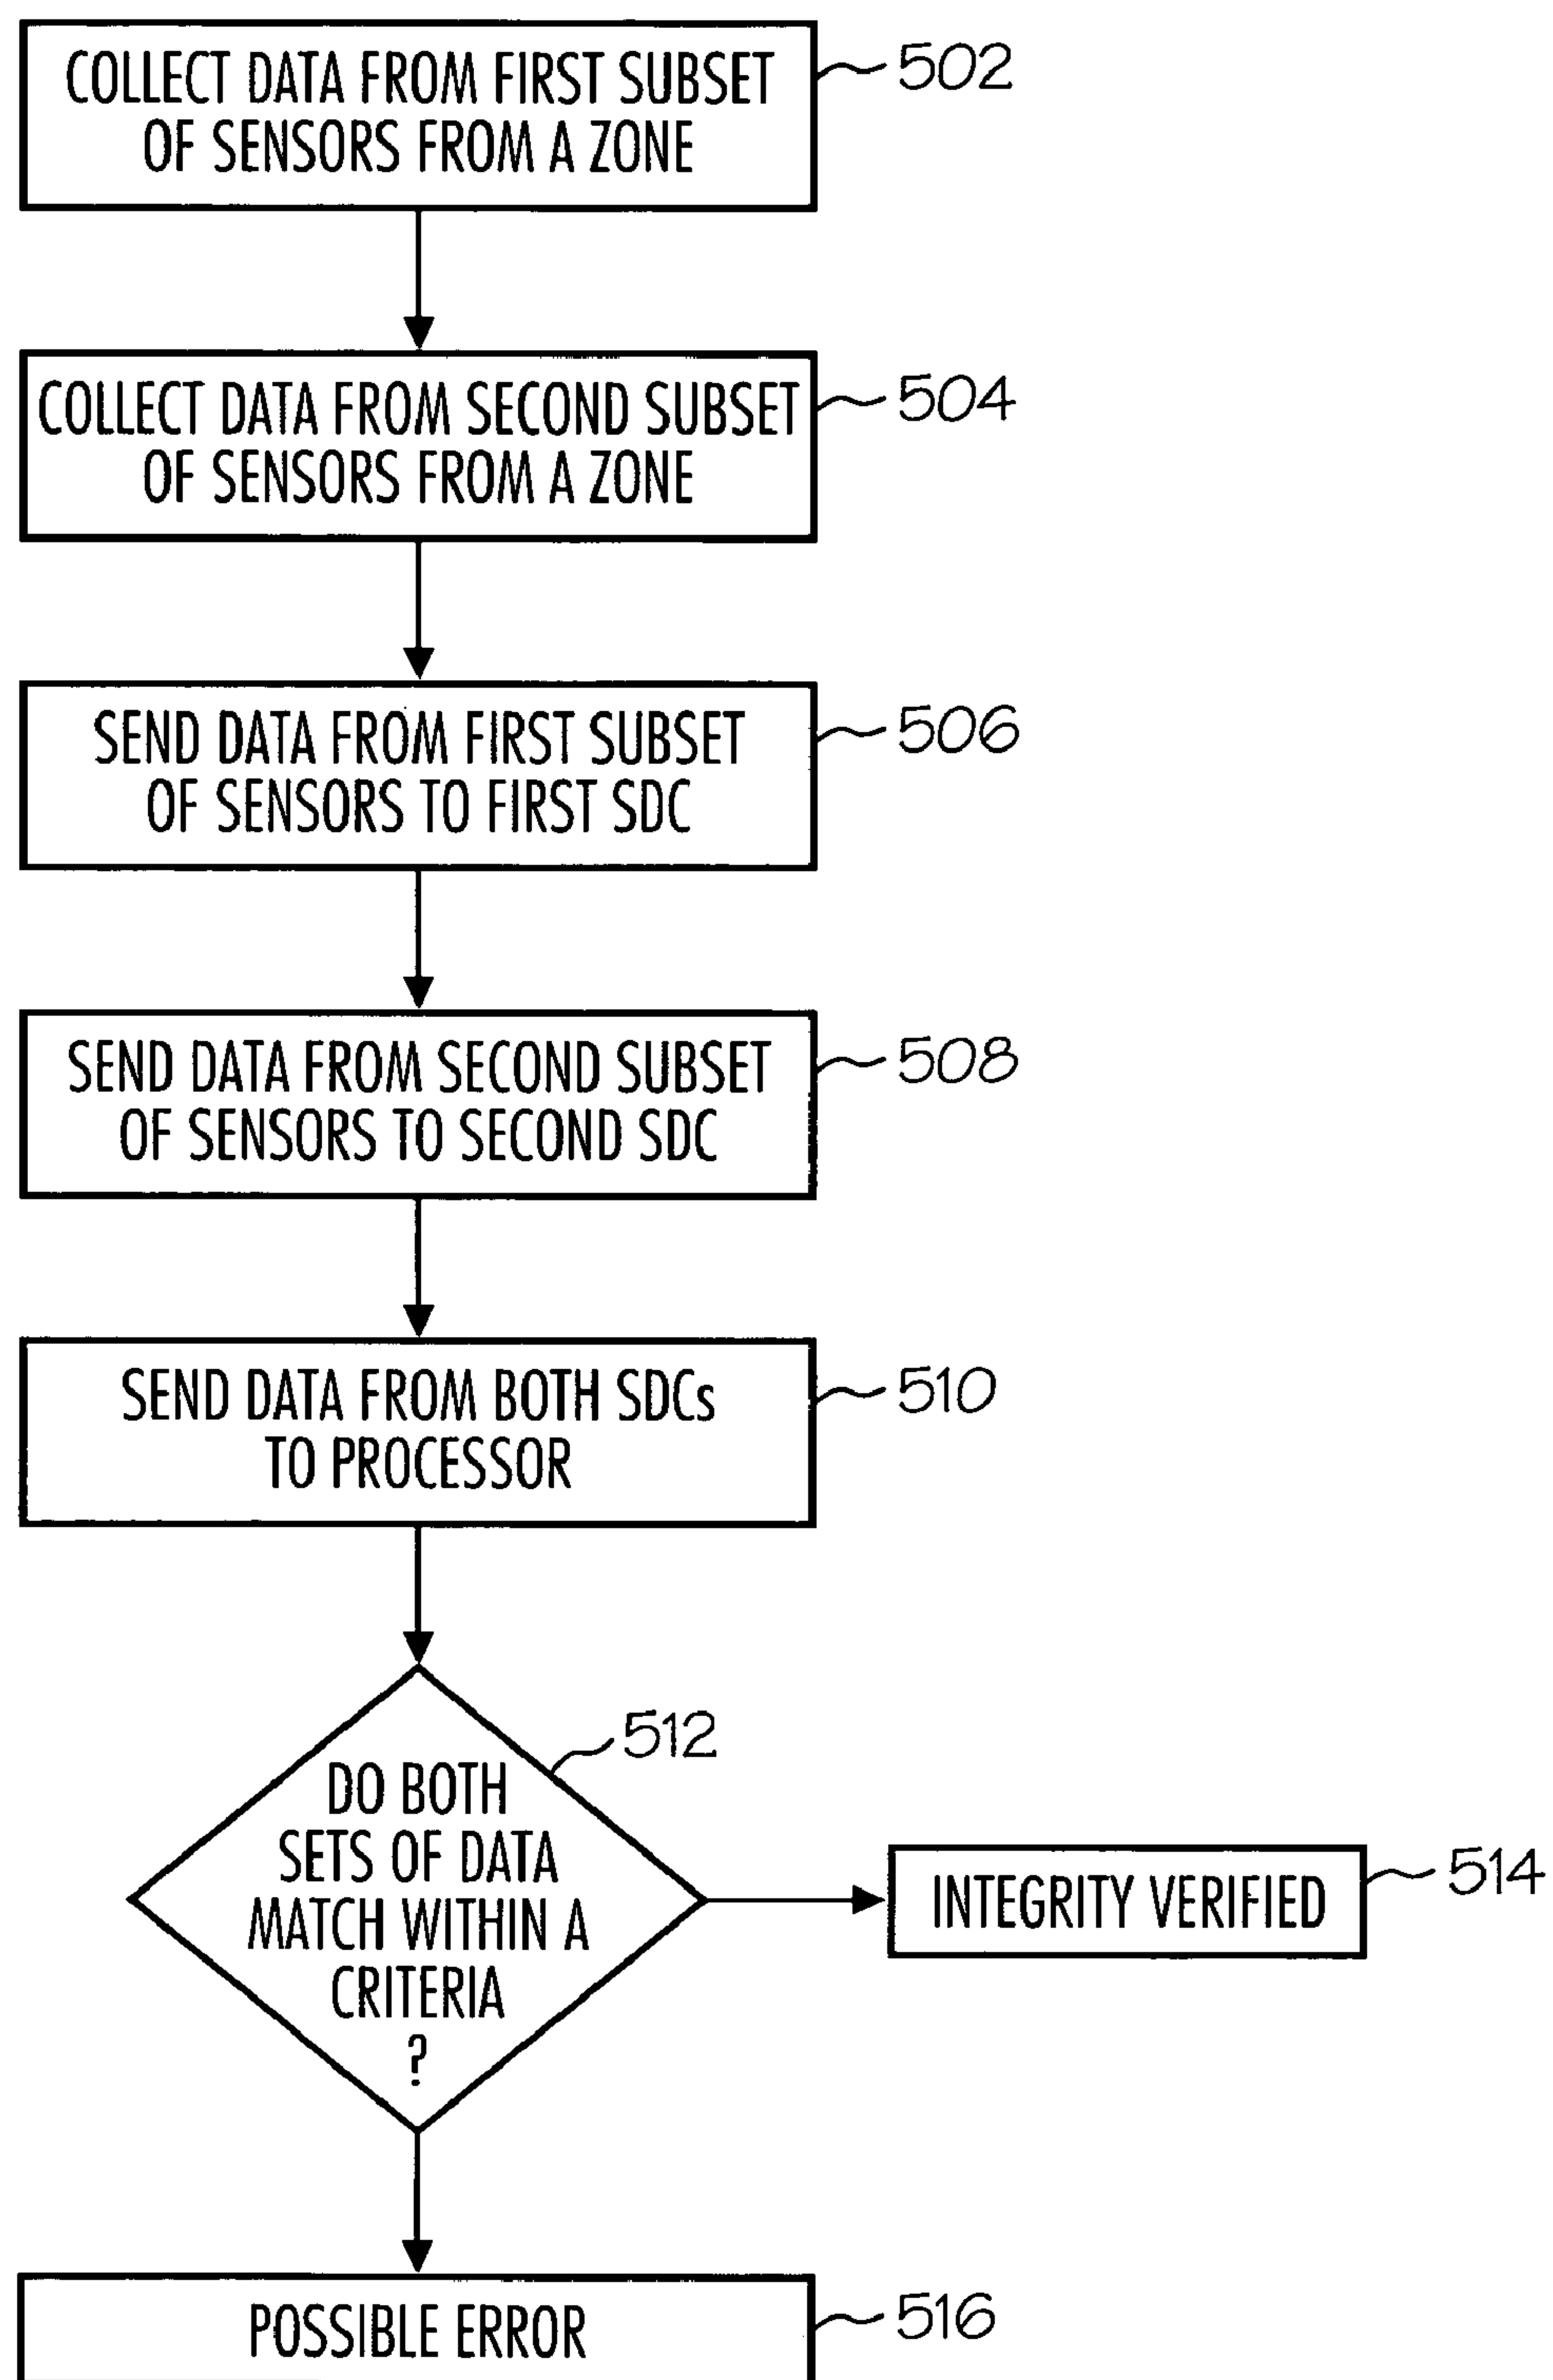 COLLECT DATA FROM FIRST SUBSET
OF SENSORS FROM A ZONE
502
COLLECT DATA FROM SECOND SUBSET
OF SENSORS FROM A ZONE
504
SEND DATA FROM FIRST SUBSET
OF SENSORS TO FIRST SDC
506
SEND DATA FROM SECOND SUBSET
OF SENSORS TO SECOND SDC
508
SEND DATA FROM BOTH SDCs
TO PROCESSOR
510
512
DO BOTH
SETS OF DATA
MATCH WITHIN A
CRITERIA
?
INTEGRITY VERIFIED
514
POSSIBLE ERROR
516